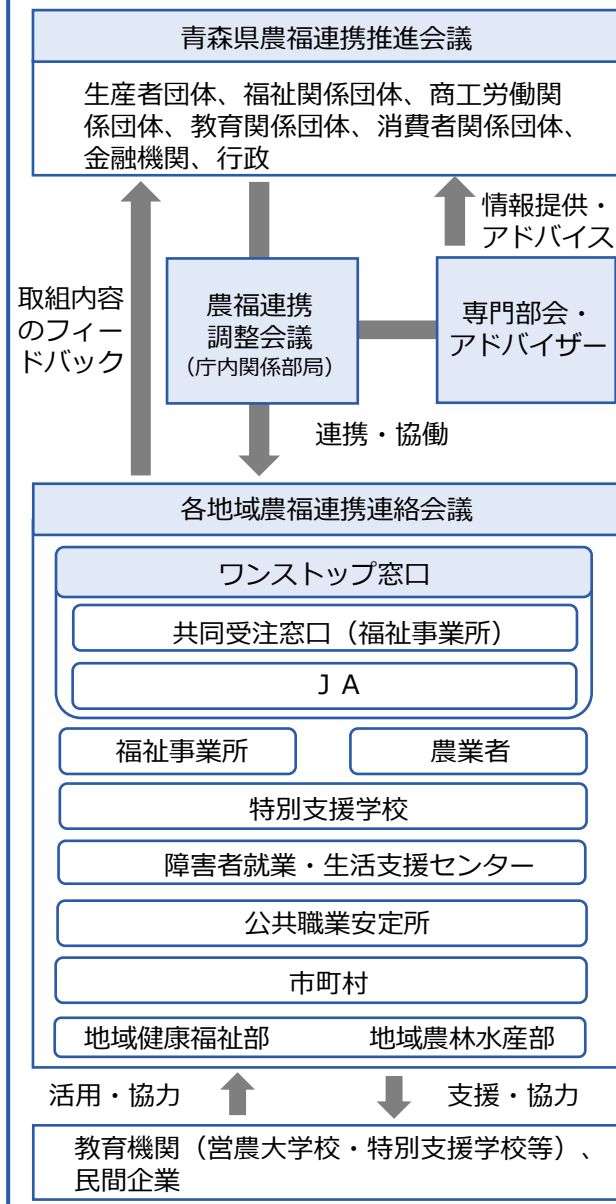 青森県農福連携推進会議
生産者団体、福祉関係団体、商工労働関
係団体、教育関係団体、消費者関係団体、
金融機関、行政
情報提供・
アドバイス
取組内容
のフィー
ドバック
農福連携
調整会議
（庁内関係部局）
専門部会・
アドバイザー
連携・協働
各地域農福連携連絡会議
ワンストップ窓口
共同受注窓口（福祉事業所）
ＪＡ
福祉事業所
農業者
特別支援学校
障害者就業・生活支援センター
公共職業安定所
市町村
地域健康福祉部
地域農林水産部
活用・協力
支援・協力
教育機関（営農大学校・特別支援学校等）、
民間企業